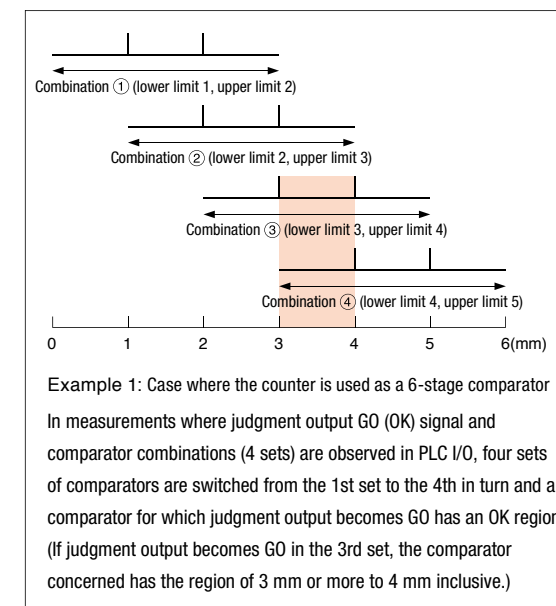 Combination ① (lower limit 1, upper limit 2)
Combination ② (lower limit 2, upper limit 3)
Combination ③ (lower limit 3, upper limit 4)
Combination ④ (lower limit 4, upper limit 5)
0 1 2 3 4 5 6(mm)
Example 1: Case where the counter is used as a 6-stage comparator
In measurements where judgment output GO (OK) signal and
comparator combinations (4 sets) are observed in PLC I/O, four sets
of comparators are switched from the 1st set to the 4th in turn and a
comparator for which judgment output becomes GO has an OK region
(If judgment output becomes GO in the 3rd set, the comparator
concerned has the region of 3 mm or more to 4 mm inclusive.)